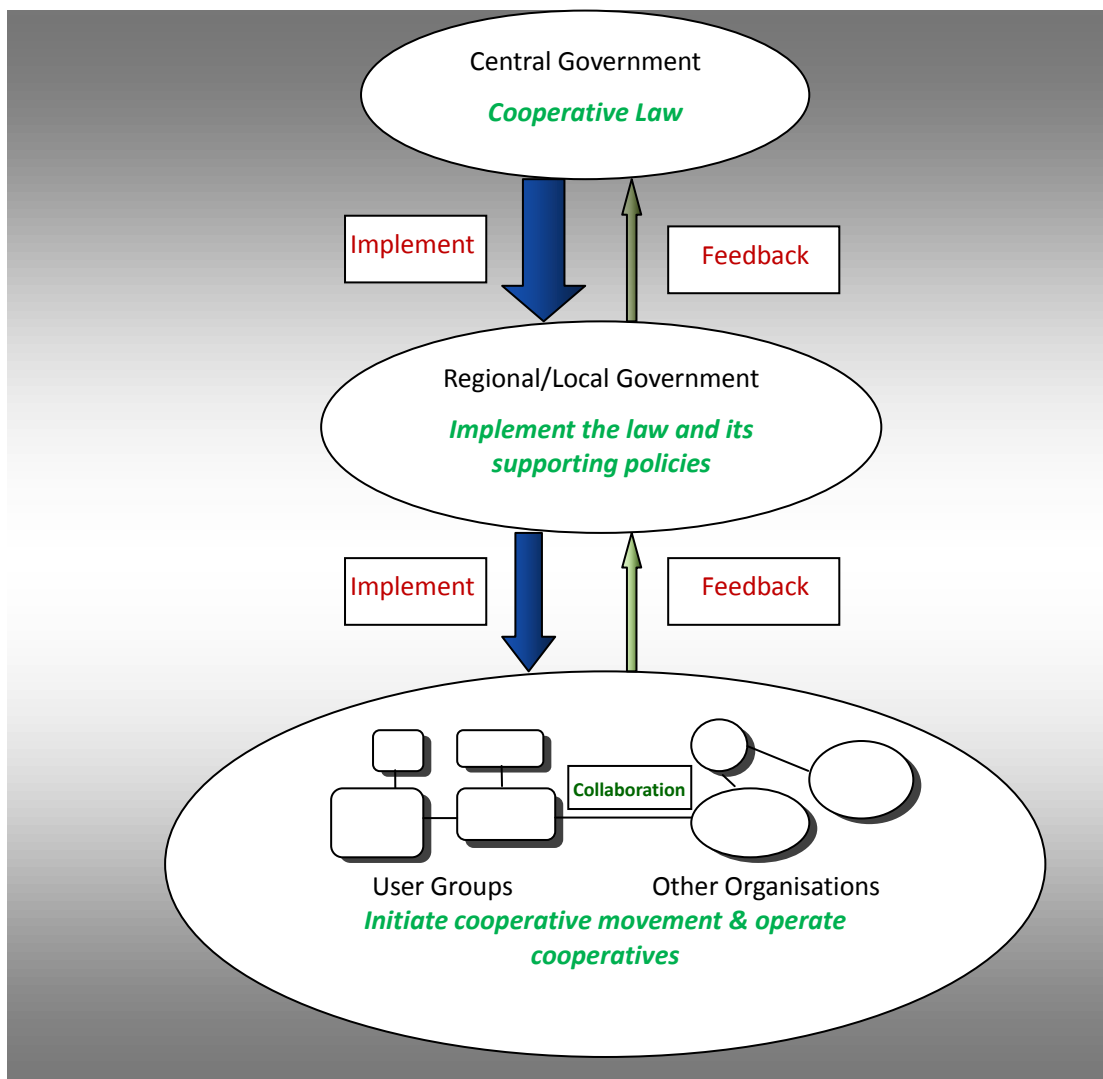 Central Government
Cooperative Law
Implement
Feedback
Regional/Local Government
Implement the law and its
supporting policies
Implement
Feedback
Collaboration
User Groups
Other Organisations
Initiate cooperative movement & operate
cooperatives